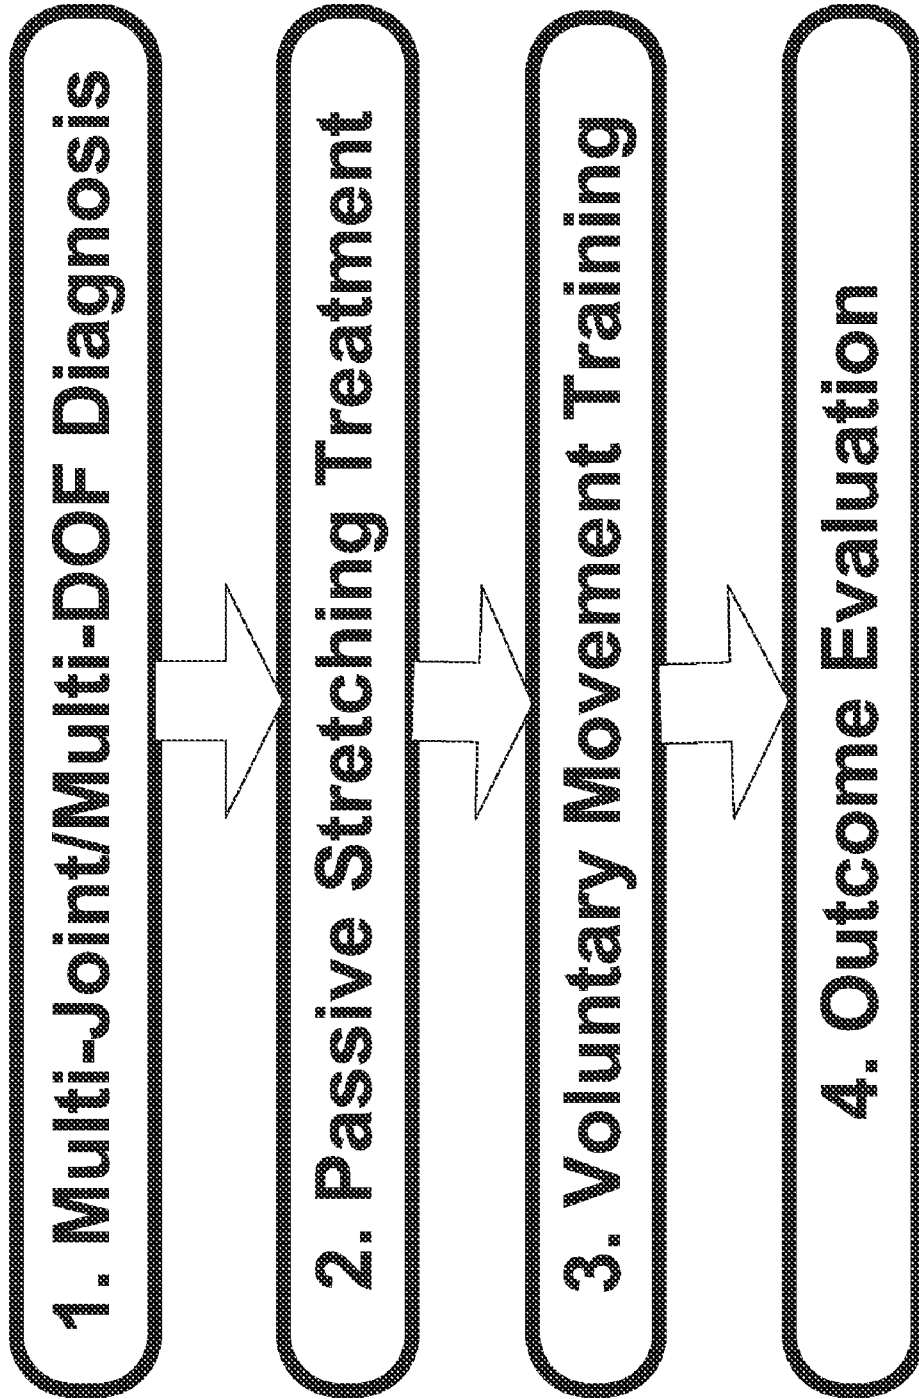 1. Multi-Joint/Multi-DOF Diagnosis
2. Passive Stretching Treatment
3. Voluntary Movement Training
4. Outcome Evaluation